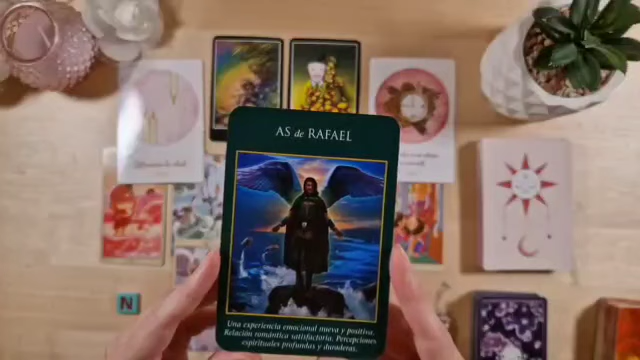 AS de RAFAEL
Una experiencia emocional nueva y positiva.
Relación romántica satisfactoria. Percepciones
espirituales profundas y duraderas.
N